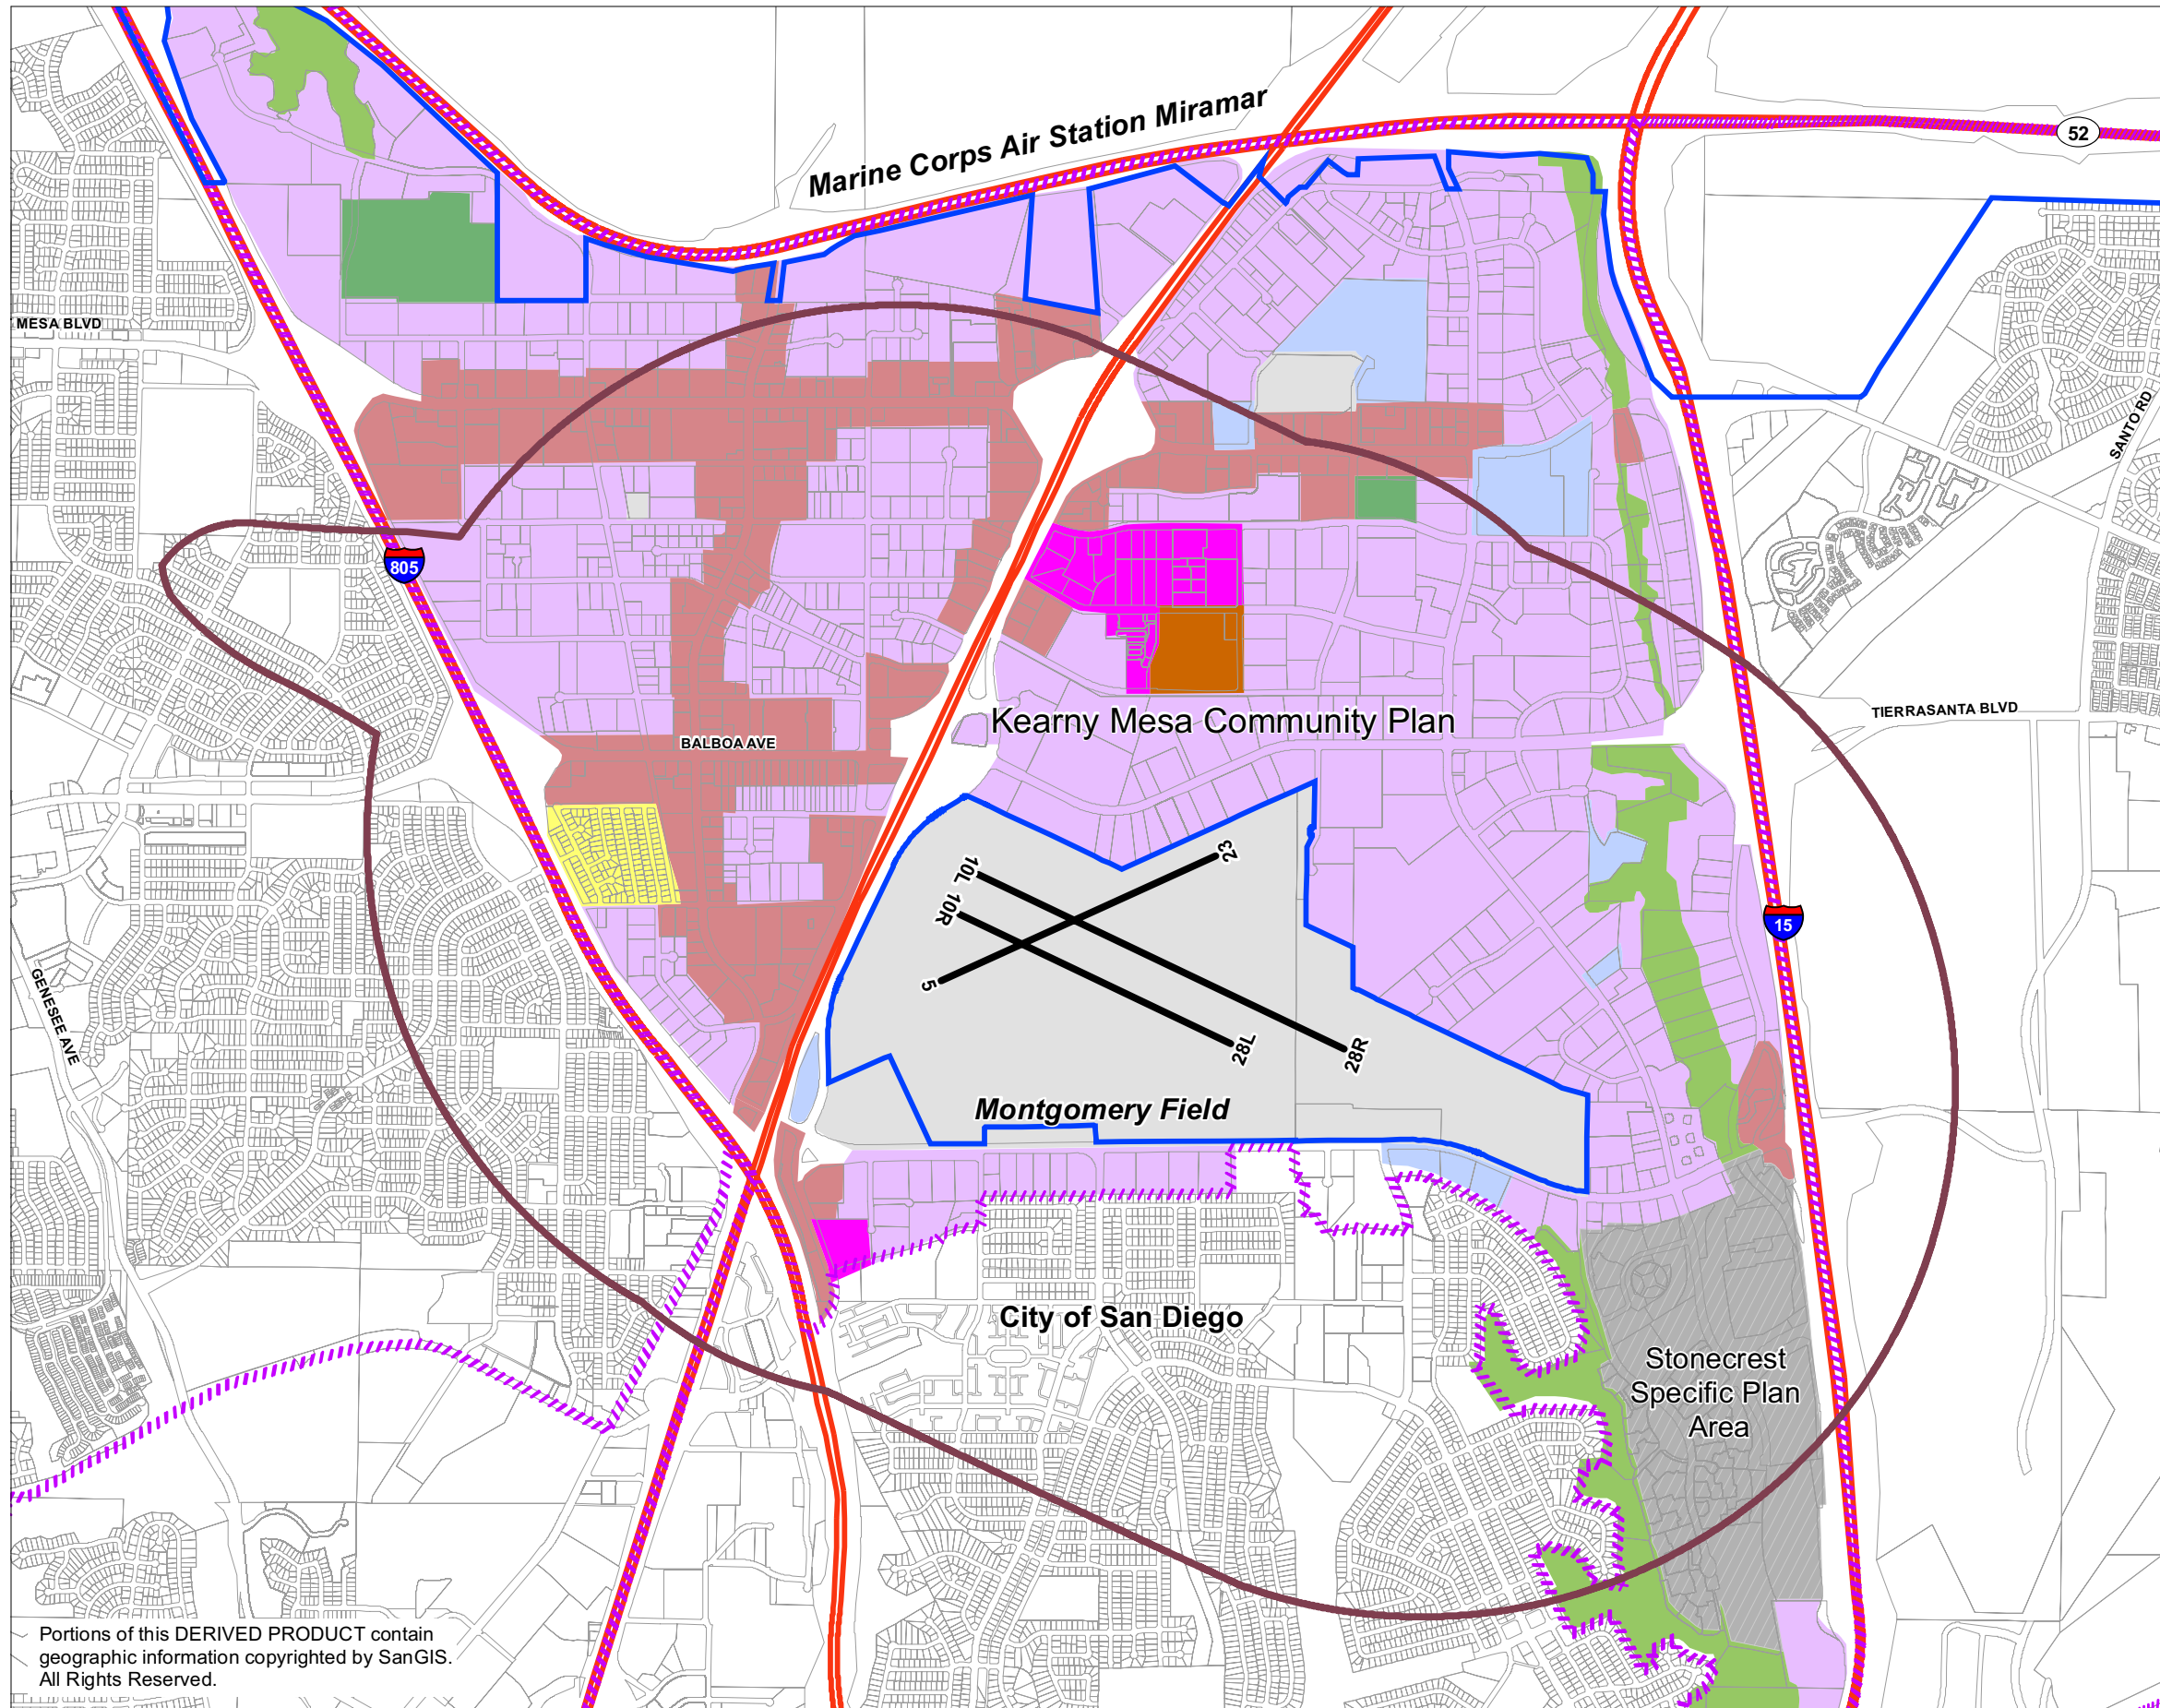 Marine Corps Air Station Miramar
52
MESA BLVD
SANTO RD
805
TIERRASANTA BLVD
Kearny Mesa Community Plan
BALBOA AVE
23
10L
10R
15
5
GENESEE AVE
28L
28R
Montgomery Field
City of San Diego
Stonecrest
Specific Plan
Area
Portions of this DERIVED PRODUCT contain
geographic information copyrighted by SanGIS.
All Rights Reserved.